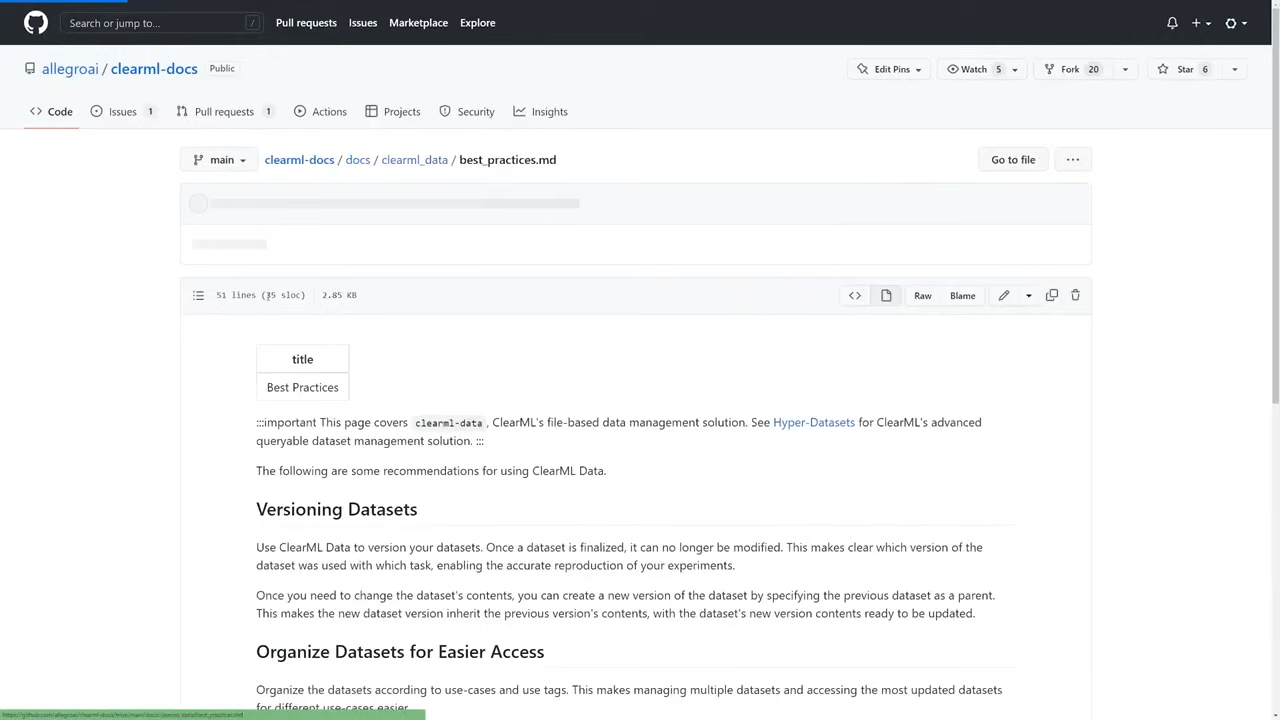 Search or jump to... / Pull requests Issues Marketplace Explore
allegroai / clearml-docs Public Edit Pins Watch 5 Fork 20 Star 6
Code Issues 1 Pull requests 1 Actions Projects Security Insights
main clearml-docs / docs / clearml_data / best_practices.md Go to file ...
51 lines (35 sloc) 2.85 KB <> Raw Blame
title
Best Practices
:::important This page covers clearml-data, ClearML's file-based data management solution. See Hyper-Datasets for ClearML's advanced
queryable dataset management solution. :::
The following are some recommendations for using ClearML Data.
Versioning Datasets
Use ClearML Data to version your datasets. Once a dataset is finalized, it can no longer be modified. This makes clear which version of the
dataset was used with which task, enabling the accurate reproduction of your experiments.
Once you need to change the dataset's contents, you can create a new version of the dataset by specifying the previous dataset as a parent.
This makes the new dataset version inherit the previous version's contents, with the dataset's new version contents ready to be updated.
Organize Datasets for Easier Access
Organize the datasets according to use-cases and use tags. This makes managing multiple datasets and accessing the most updated datasets
for different use-cases easier.